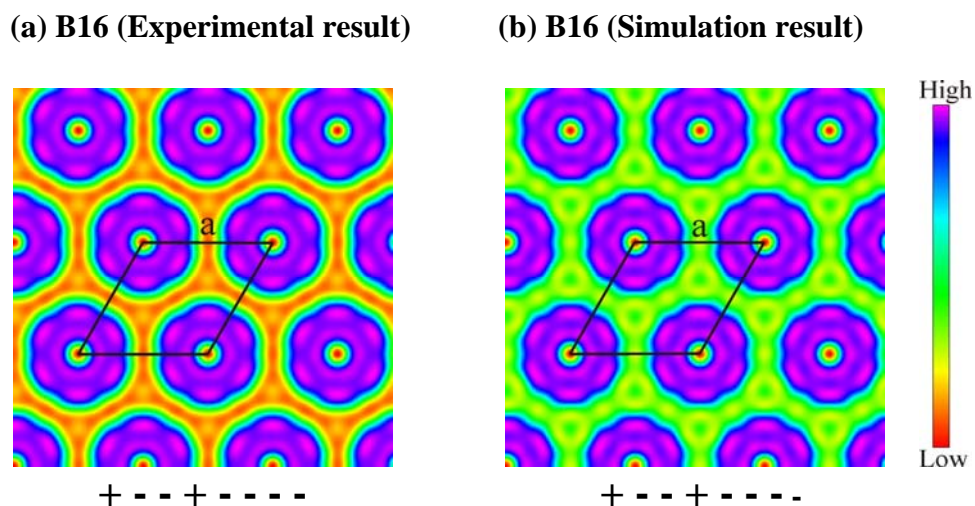 (a) B16 (Experimental result)
(b) B16 (Simulation result)
High
a
a
Low
+ - - + - - - -
+ - - + - - - -